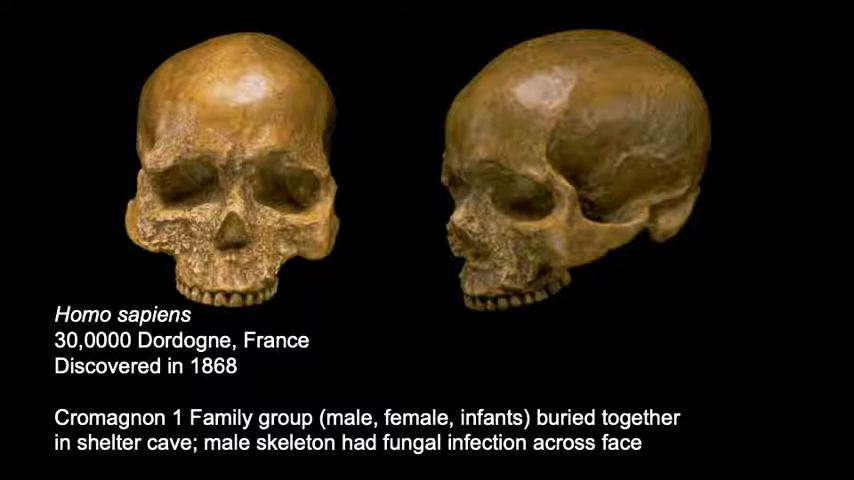 Homo sapiens
30,0000 Dordogne, France
Discovered in 1868
Cromagnon 1 Family group (male, female, infants) buried together
in shelter cave; male skeleton had fungal infection across face